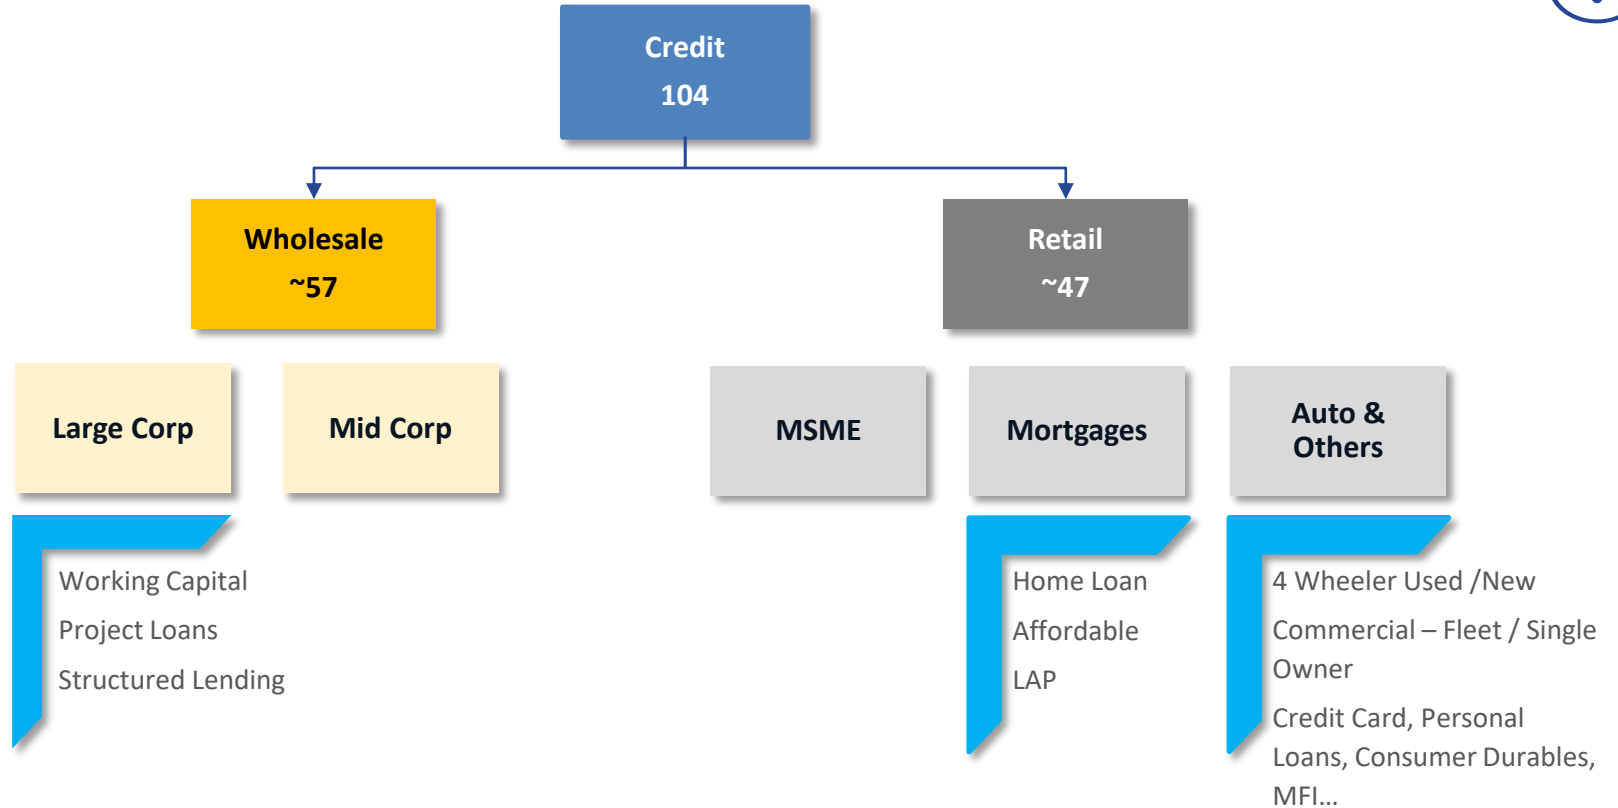 Credit
104
Wholesale
~57
Retail
~47
Large Corp
Mid Corp
MSME
Mortgages
Auto &
Others
Working Capital
Project Loans
Structured Lending
Home Loan
Affordable
LAP
4 Wheeler Used /New
Commercial – Fleet / Single
Owner
Credit Card, Personal
Loans, Consumer Durables,
MFI...